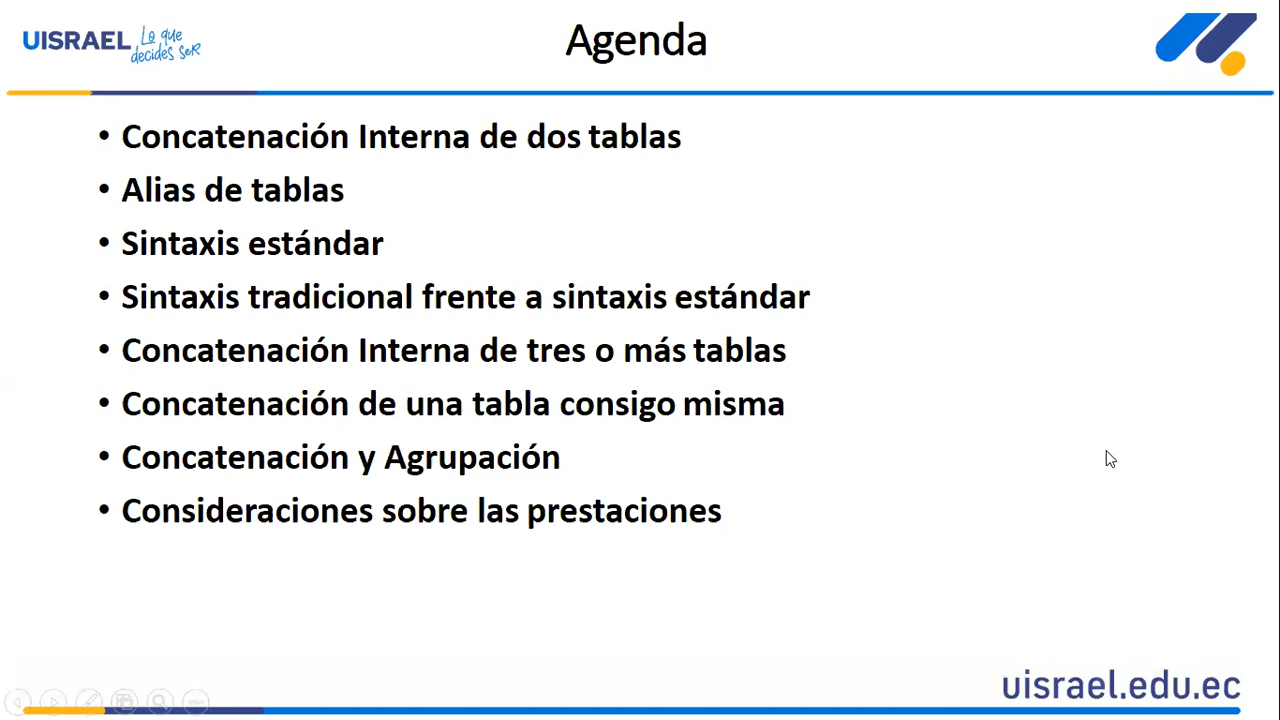 UISRAEL Lo que
decides seR
Agenda
• Concatenación Interna de dos tablas
• Alias de tablas
• Sintaxis estándar
• Sintaxis tradicional frente a sintaxis estándar
• Concatenación Interna de tres o más tablas
• Concatenación de una tabla consigo misma
• Concatenación y Agrupación
• Consideraciones sobre las prestaciones
uisrael.edu.ec